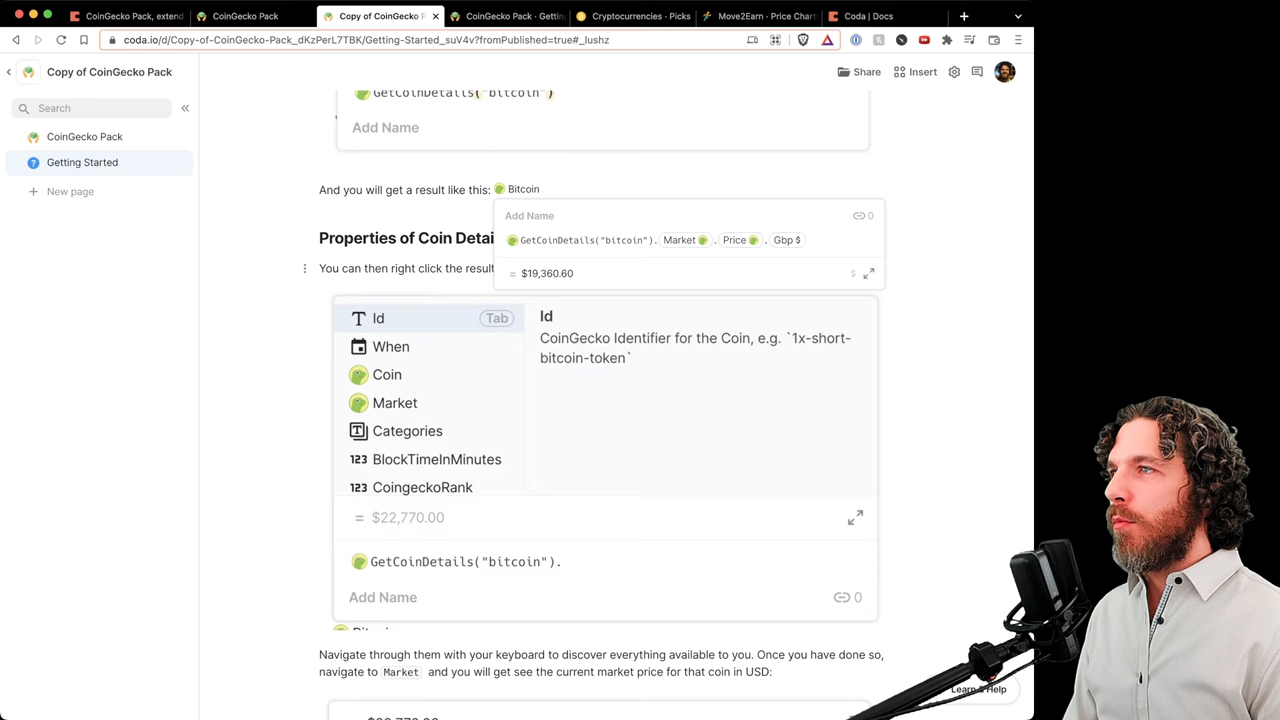 CoinGecko Pack, extend
CoinGecko Pack
Copy of CoinGecko P
CoinGecko Pack - Gettin
Cryptocurrencies - Picks
Move2Earn - Price Chart
Coda | Docs
coda.io/d/Copy-of-CoinGecko-Pack_dKzPerL7TBK/Getting-Started_suV4v?fromPublished=true#_lushz
Copy of CoinGecko Pack
Share
Insert
Search
CoinGecko Pack
Getting Started
New page
GetCoinDetails("bitcoin")
Add Name
And you will get a result like this: Bitcoin
Add Name
0
GetCoinDetails("bitcoin"). Market . Price . Gbp $
= $19,360.60
$
Properties of Coin Detai
You can then right click the result
Id
Tab
When
Coin
Market
Categories
123 BlockTimeInMinutes
123 CoingeckoRank
Id
CoinGecko Identifier for the Coin, e.g. `1x-short-
bitcoin-token`
= $22,770.00
GetCoinDetails("bitcoin").
Add Name
0
Navigate through them with your keyboard to discover everything available to you. Once you have done so,
navigate to Market and you will get see the current market price for that coin in USD:
Learn & Help